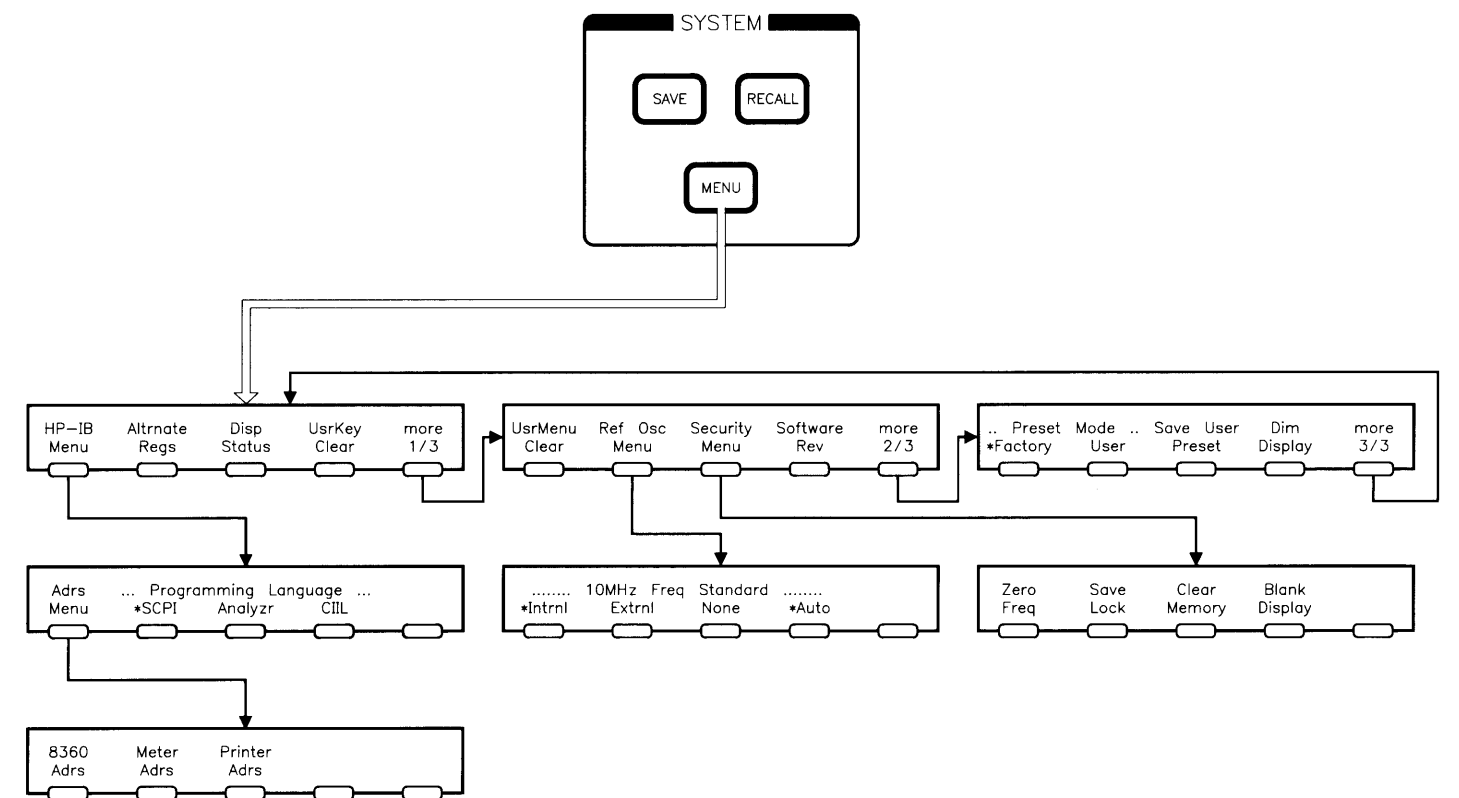 SYSTEM
SAVE
RECALL
MENU
HP-IB Altrnate Disp UsrKey more
Menu Regs Status Clear 1/3
UsrMenu Ref Osc Security Software more
Clear Menu Menu Rev 2/3
.. Preset Mode .. Save User Dim more
*Factory User Preset Display 3/3
Adrs ... Programming Language ...
Menu *SCPI Analyzr CIIL
........ 10MHz Freq Standard ........
*Intrnl Extrnl None *Auto
Zero Save Clear Blank
Freq Lock Memory Display
8360 Meter Printer
Adrs Adrs Adrs